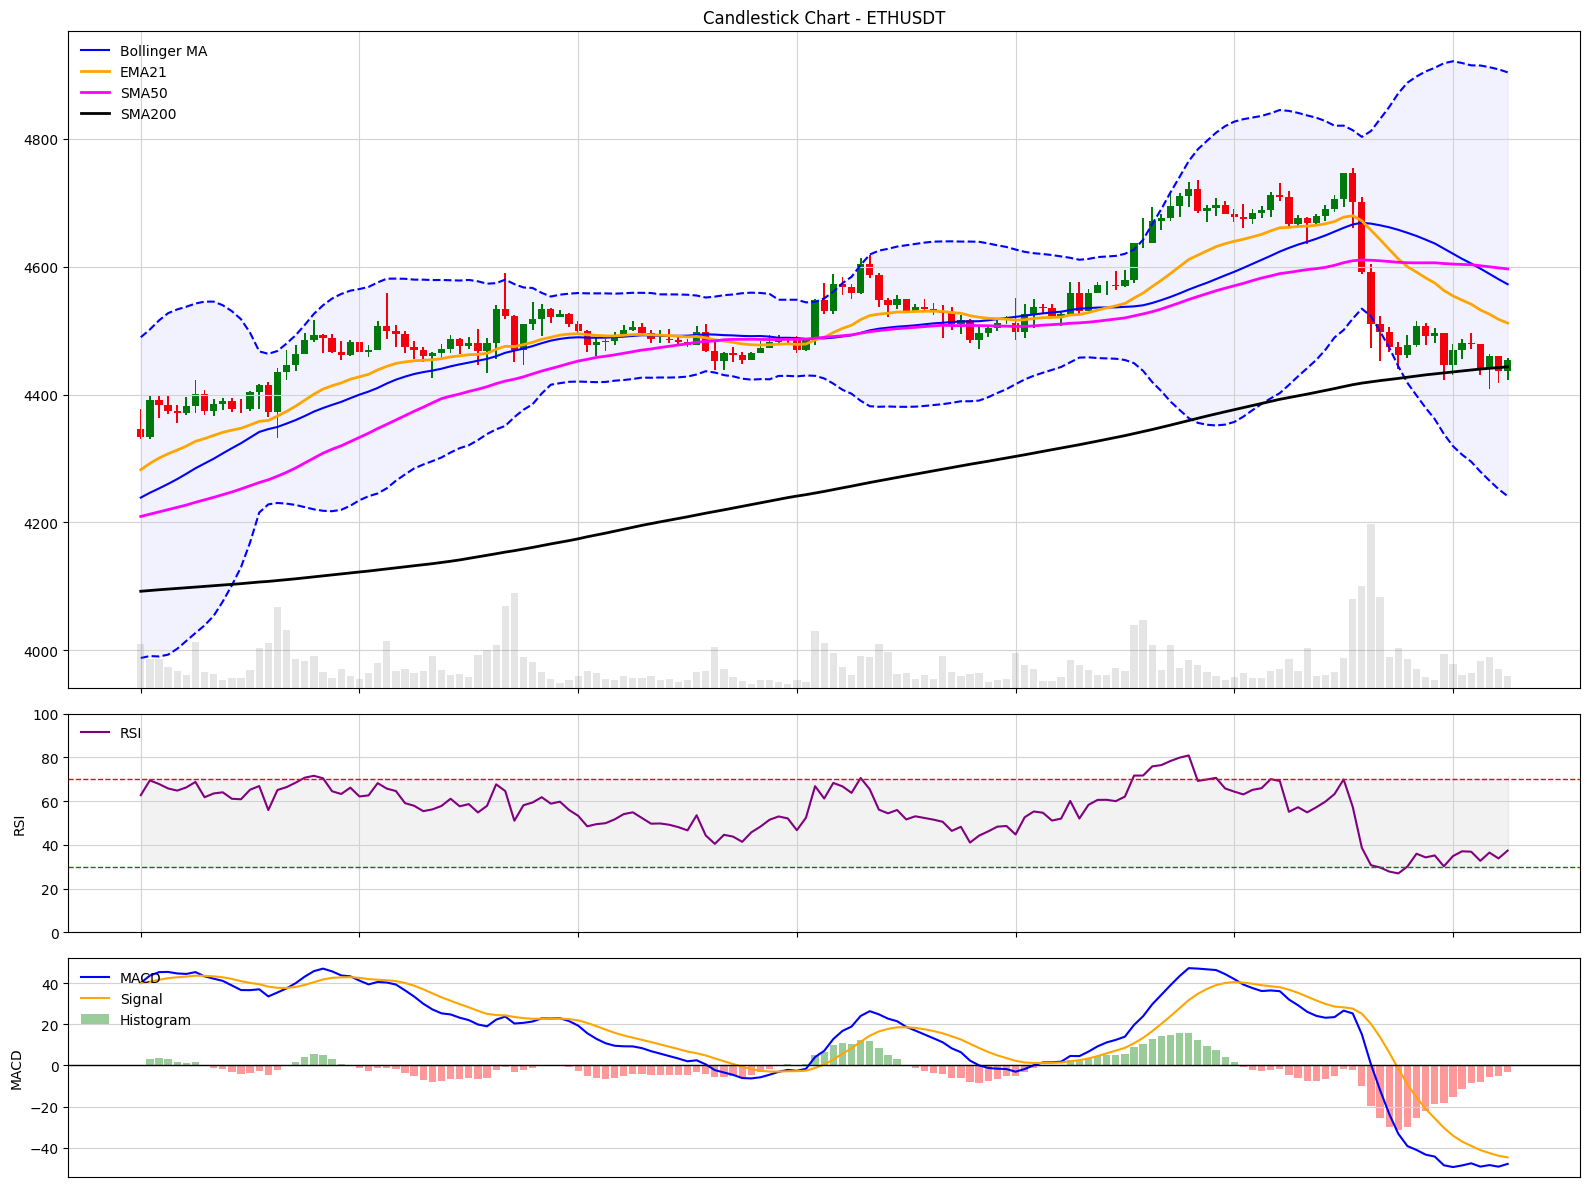 Candlestick Chart - ETHUSDT
Bollinger MA
EMA21
SMA50
SMA200
4800
4600
4400
4200
4000
100
80
60
40
20
0
RSI
RSI
40
20
0
−20
−40
MACD
MACD
Signal
Histogram